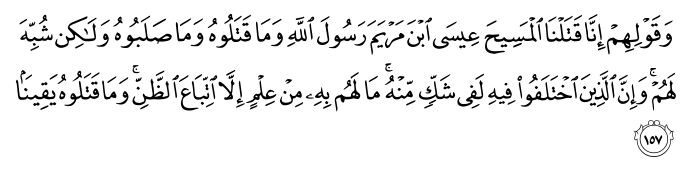 وَقَوْلِهِمْ إِنَّا قَتَلْنَا ٱلْمَسِيحَ عِيسَى ٱبْنَ مَرْيَمَ رَسُولَ ٱللَّهِ وَمَا قَتَلُوهُ وَمَا صَلَبُوهُ وَلَـٰكِن شُبِّهَ
لَهُمْ ۚ وَإِنَّ ٱلَّذِينَ ٱخْتَلَفُوا۟ فِيهِ لَفِى شَكٍّ مِّنْهُ ۚ مَا لَهُم بِهِۦ مِنْ عِلْمٍ إِلَّا ٱتِّبَاعَ ٱلظَّنِّ ۚ وَمَا قَتَلُوهُ يَقِينًۢا
١٥٧